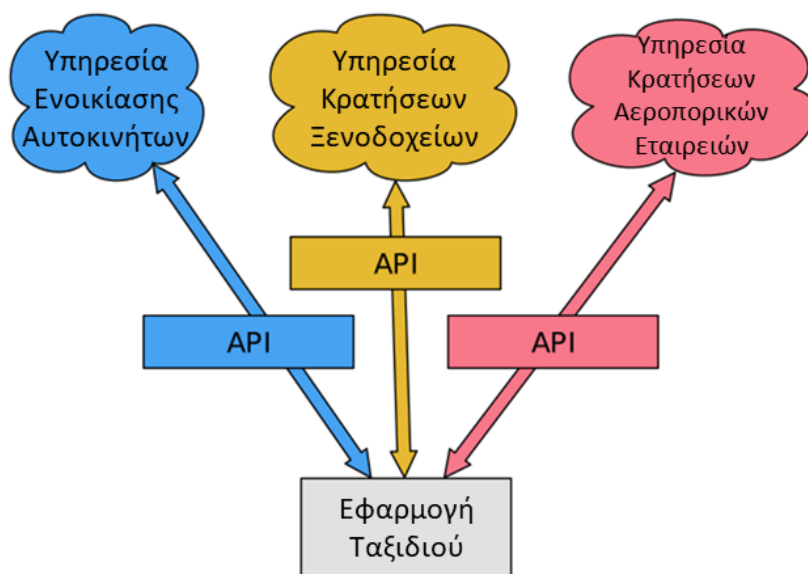 Υπηρεσία
Ενοικίασης
Αυτοκινήτων
Υπηρεσία
Κρατήσεων
Ξενοδοχείων
Υπηρεσία
Κρατήσεων
Αεροπορικών
Εταιρειών
API
API
API
Εφαρμογή
Ταξιδιού